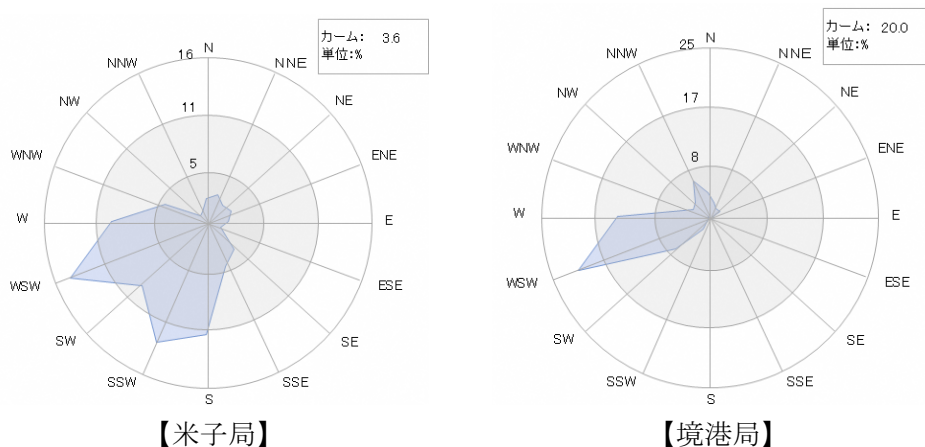 カーム: 3.6
単位:%
N
16
NNE
NNW
11
NE
NW
5
ENE
WNW
E
W
ESE
WSW
SE
SW
SSE
SSW
S
【米子局】
カーム: 20.0
単位:%
N
25
NNE
NNW
17
NE
NW
8
ENE
WNW
E
W
ESE
WSW
SE
SW
SSE
SSW
S
【境港局】